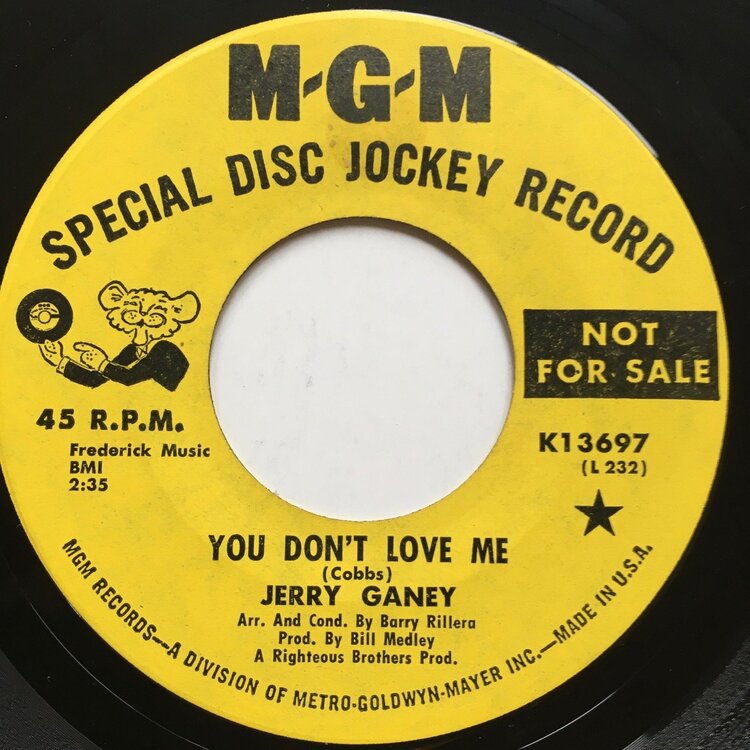 M-G-M
SPECIAL DISC JOCKEY RECORD
NOT
FOR SALE
45 R.P.M.
Frederick Music
BMI
2:35
K13697
(L 232)
YOU DON'T LOVE ME
(Cobbs)
JERRY GANEY
Arr. And Cond. By Barry Rillera
Prod. By Bill Medley
A Righteous Brothers Prod.
MGM RECORDS—A DIVISION OF METRO-GOLDWYN-MAYER INC.—MADE IN U.S.A.